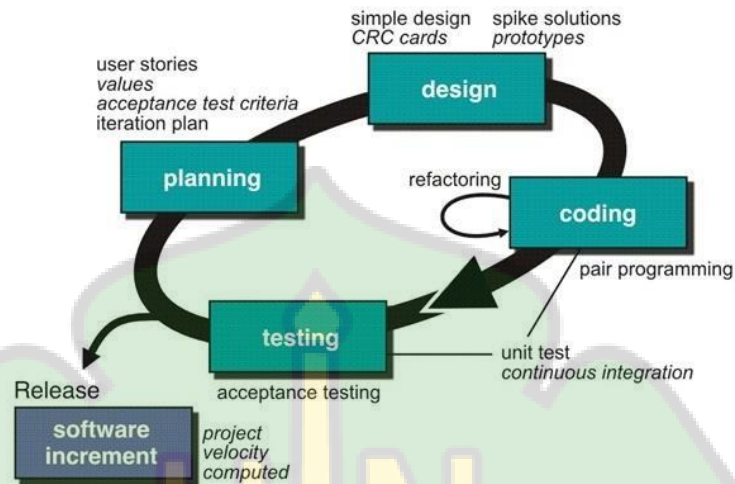 simple design
CRC cards
spike solutions
prototypes
design
user stories
values
acceptance test criteria
iteration plan
planning
refactoring
coding
pair programming
testing
unit test
continuous integration
acceptance testing
Release
software
increment
project
velocity
computed